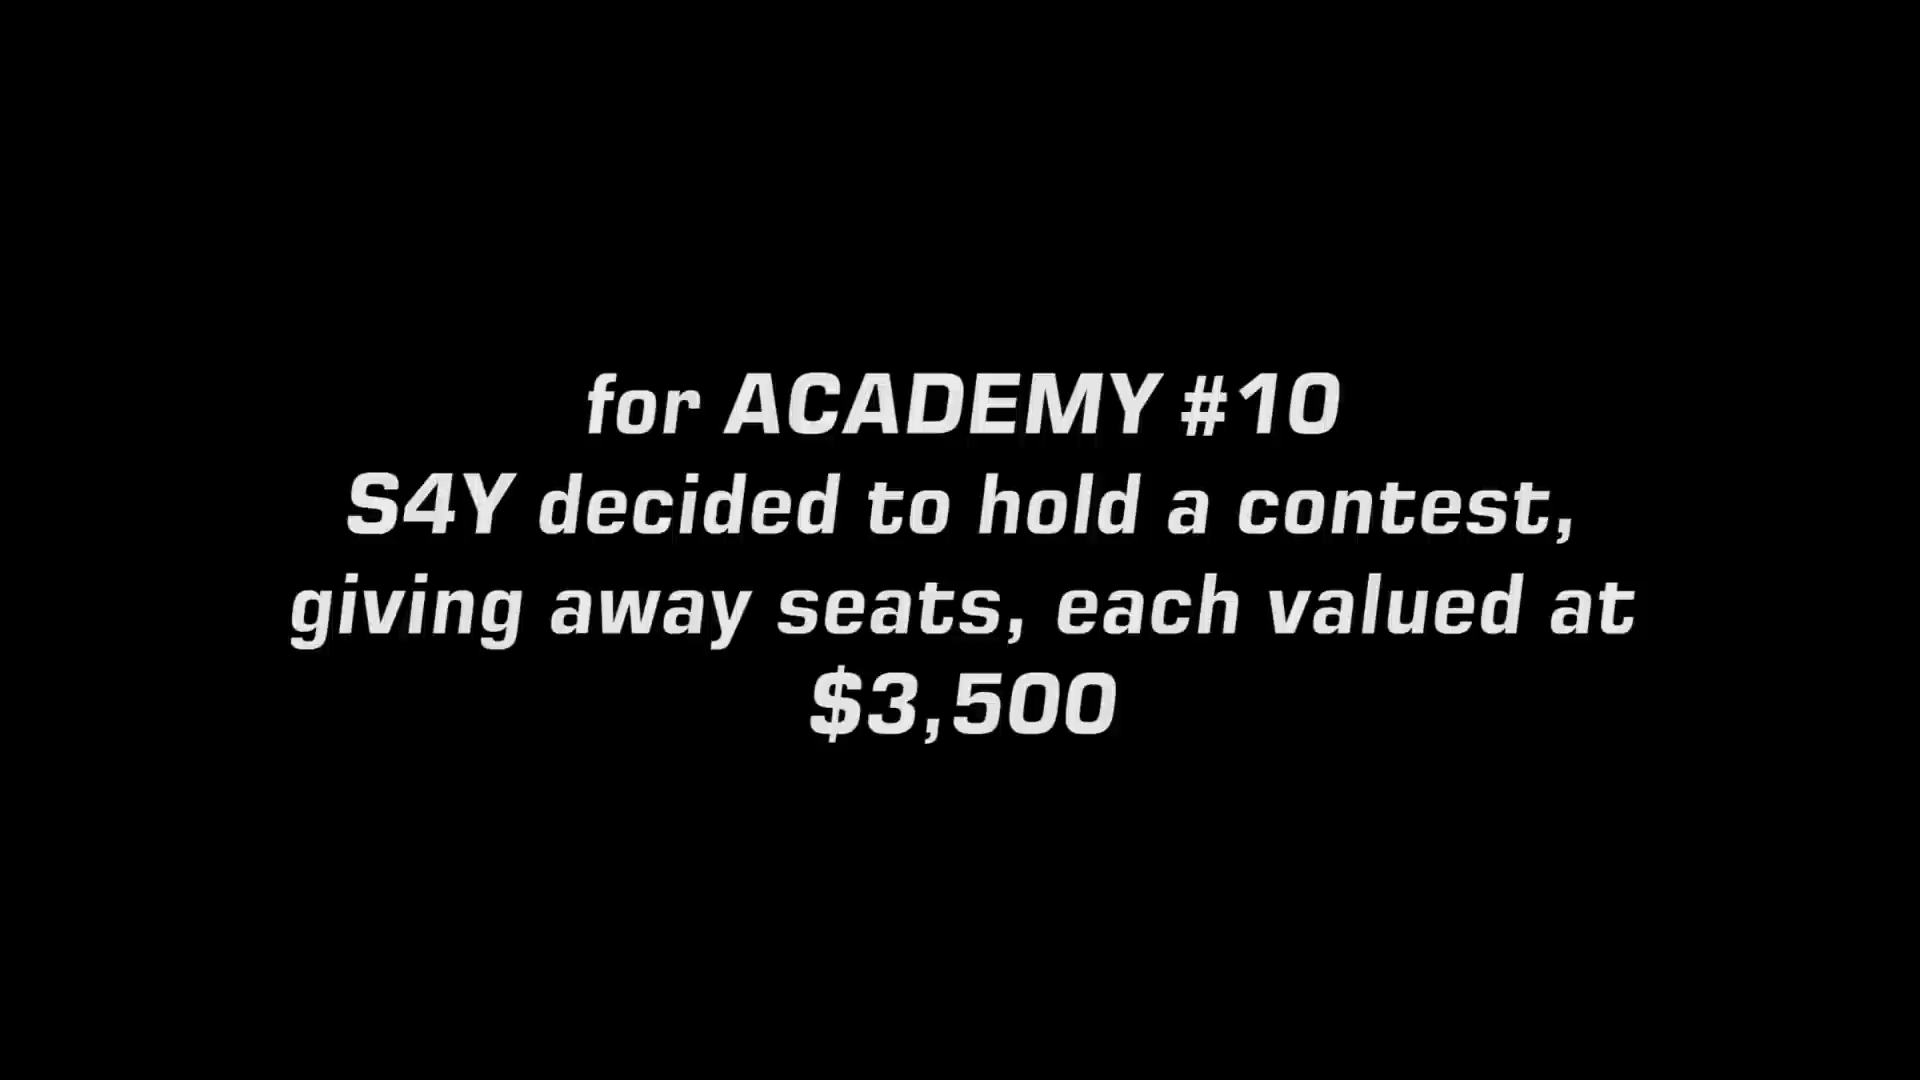 for ACADEMY #10
S4Y decided to hold a contest,
giving away seats, each valued at
$3,500